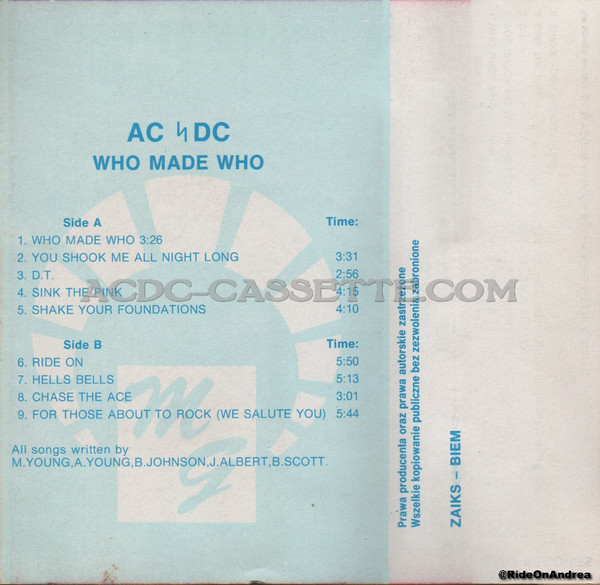 AC ϟ DC
WHO MADE WHO
Side A Time:
1. WHO MADE WHO 3:26
2. YOU SHOOK ME ALL NIGHT LONG 3:31
3. D.T. 2:56
4. SINK THE PINK 4:15
5. SHAKE YOUR FOUNDATIONS 4:10
ACDC-CASSETTE.COM
Side B Time:
6. RIDE ON 5:50
7. HELLS BELLS 5:13
8. CHASE THE ACE 3:01
9. FOR THOSE ABOUT TO ROCK (WE SALUTE YOU) 5:44
MG
All songs written by
M.YOUNG,A.YOUNG,B.JOHNSON,J.ALBERT,B.SCOTT.
Prawa producenta oraz prawa autorskie zastrzeżone
Wszelkie kopiowanie publiczne bez zezwolenia zabronione
ZAIKS – BIEM
@RideOnAndrea